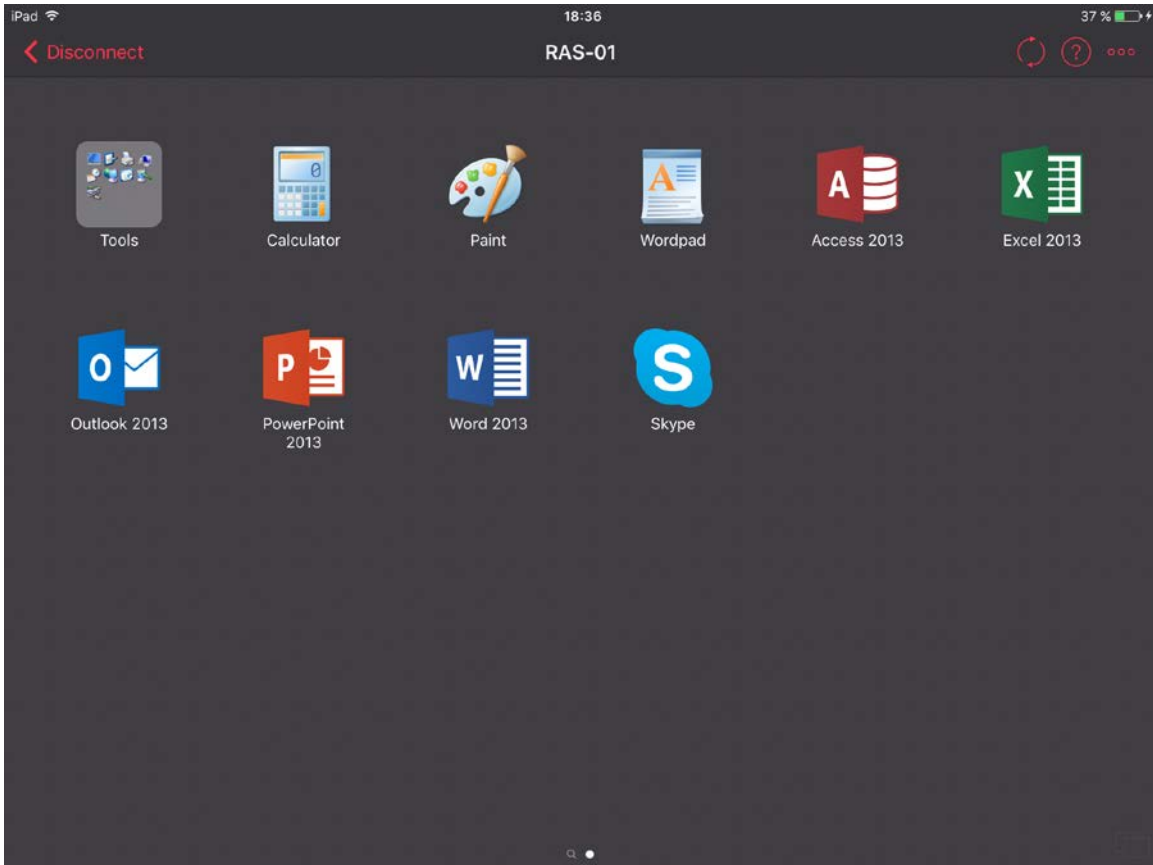 iPad 18:36 37 %
Disconnect RAS-01 ?
0
A
A
X
Tools Calculator Paint Wordpad Access 2013 Excel 2013
O
P
W
S
Outlook 2013 PowerPoint Word 2013 Skype
2013